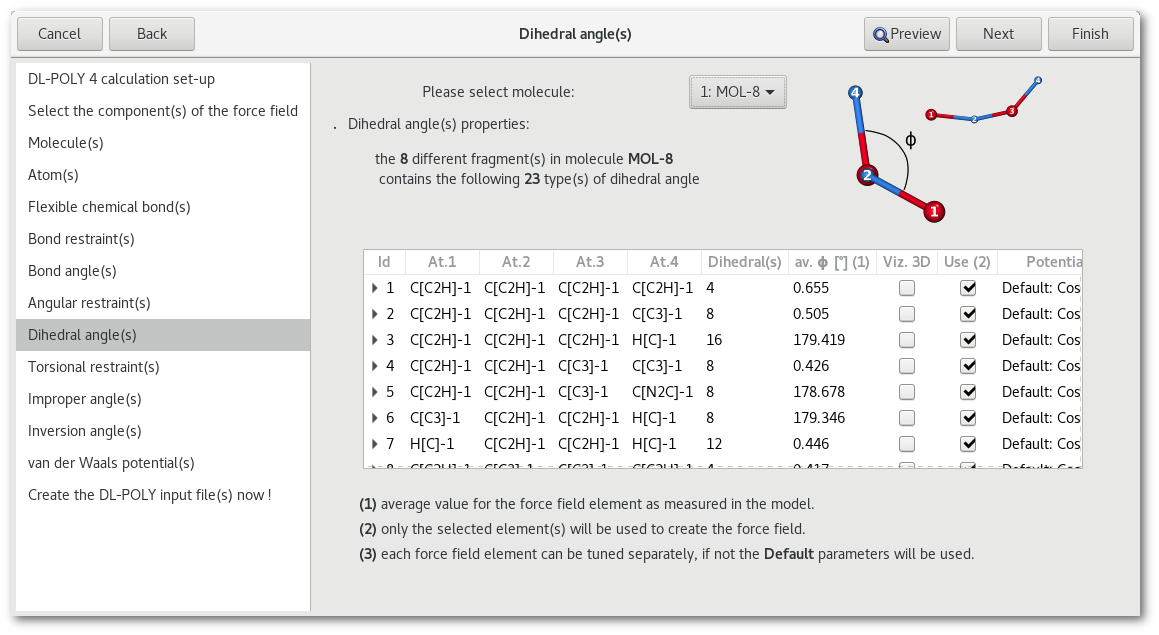 Cancel Back Dihedral angle(s) Preview Next Finish
DL-POLY 4 calculation set-up
Select the component(s) of the force field
Molecule(s)
Atom(s)
Flexible chemical bond(s)
Bond restraint(s)
Bond angle(s)
Angular restraint(s)
Dihedral angle(s)
Torsional restraint(s)
Improper angle(s)
Inversion angle(s)
van der Waals potential(s)
Create the DL-POLY input file(s) now !
Please select molecule: 1: MOL-8
. Dihedral angle(s) properties:
the 8 different fragment(s) in molecule MOL-8
contains the following 23 type(s) of dihedral angle
4 ϕ 2 1
1 2 3 4
Id At.1 At.2 At.3 At.4 Dihedral(s) av. ϕ [°] (1) Viz. 3D Use (2) Potentia
1 C[C2H]-1 C[C2H]-1 C[C2H]-1 C[C2H]-1 4 0.655 Default: Cos
2 C[C2H]-1 C[C2H]-1 C[C2H]-1 C[C3]-1 8 0.505 Default: Cos
3 C[C2H]-1 C[C2H]-1 C[C2H]-1 H[C]-1 16 179.419 Default: Cos
4 C[C2H]-1 C[C2H]-1 C[C3]-1 C[C3]-1 8 0.426 Default: Cos
5 C[C2H]-1 C[C2H]-1 C[C3]-1 C[N2C]-1 8 178.678 Default: Cos
6 C[C3]-1 C[C2H]-1 C[C2H]-1 H[C]-1 8 179.346 Default: Cos
7 H[C]-1 C[C2H]-1 C[C2H]-1 H[C]-1 12 0.446 Default: Cos
8 C[C2H]-1 C[C3]-1 C[C3]-1 C[C2H]-1 4 0.417 Default: Cos
(1) average value for the force field element as measured in the model.
(2) only the selected element(s) will be used to create the force field.
(3) each force field element can be tuned separately, if not the Default parameters will be used.